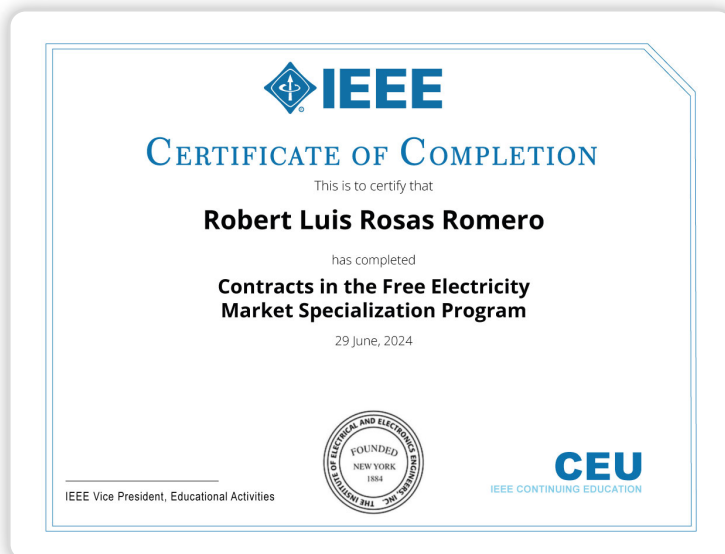 IEEE
CERTIFICATE OF COMPLETION
This is to certify that
Robert Luis Rosas Romero
has completed
Contracts in the Free Electricity
Market Specialization Program
29 June, 2024
THE INSTITUTE OF ELECTRICAL AND ELECTRONICS ENGINEERS, INC.
FOUNDED
NEW YORK
1884
IEEE Vice President, Educational Activities
CEU
IEEE CONTINUING EDUCATION